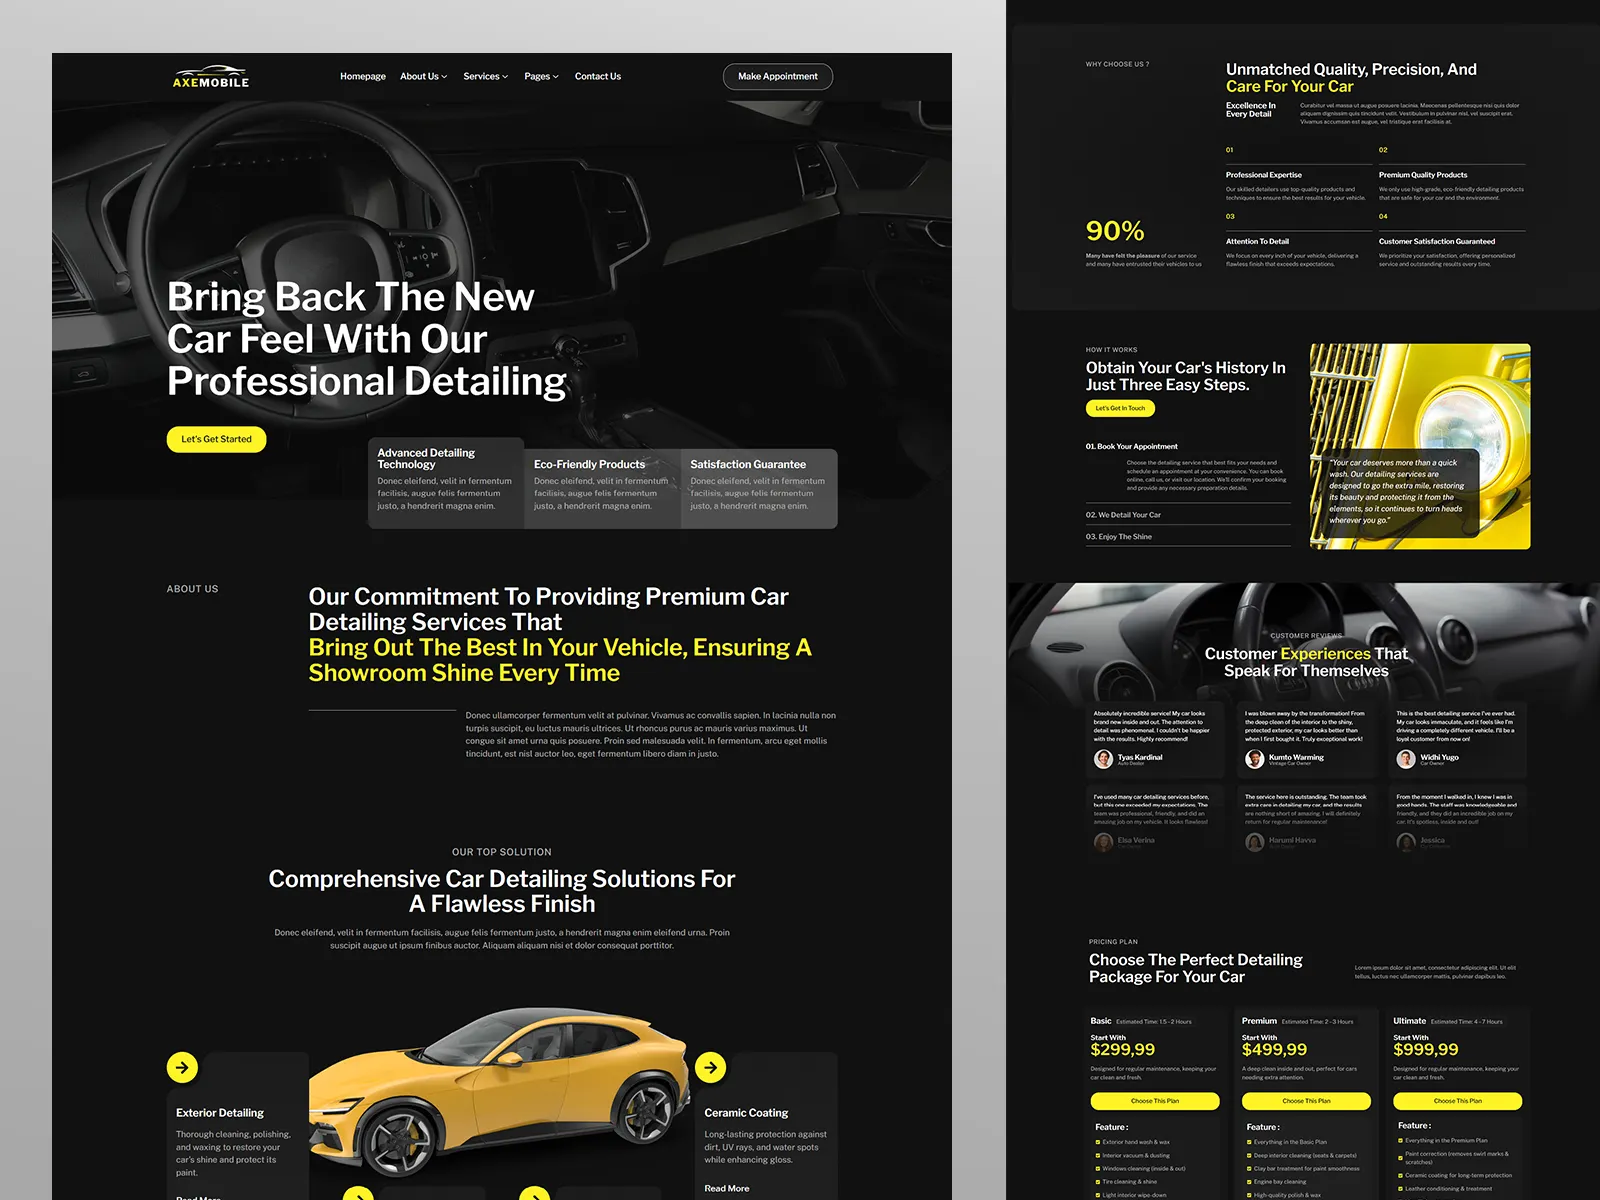 AXEMOBILE
Homepage
About Us
Services
Pages
Contact Us
Make Appointment
Bring Back The New
Car Feel With Our
Professional Detailing
Let's Get Started
Advanced Detailing
Technology
Donec eleifend, velit in fermentum
facilisis, augue felis fermentum
justo, a hendrerit magna enim.
Eco-Friendly Products
Donec eleifend, velit in fermentum
facilisis, augue felis fermentum
justo, a hendrerit magna enim.
Satisfaction Guarantee
Donec eleifend, velit in fermentum
facilisis, augue felis fermentum
justo, a hendrerit magna enim.
ABOUT US
Our Commitment To Providing Premium Car
Detailing Services That
Bring Out The Best In Your Vehicle, Ensuring A
Showroom Shine Every Time
Donec ullamcorper fermentum velit at pulvinar. Vivamus ac convallis sapien. In lacinia nulla non
turpis suscipit, eu luctus mauris ultrices. Ut rhoncus purus ac mauris varius maximus. Ut
congue sit amet urna quis posuere. Proin sed malesuada velit. In fermentum, arcu eget mollis
tincidunt, est nisl auctor leo, eget fermentum libero diam in justo.
OUR TOP SOLUTION
Comprehensive Car Detailing Solutions For
A Flawless Finish
Donec eleifend, velit in fermentum facilisis, augue felis fermentum justo, a hendrerit magna enim eleifend urna. Proin
suscipit augue ut ipsum finibus auctor. Aliquam aliquam nisi et dolor consequat porttitor.
Exterior Detailing
Thorough cleaning, polishing,
and waxing to restore your
car's shine and protect its
paint.
Read More
Ceramic Coating
Long-lasting protection against
dirt, UV rays, and water spots
while enhancing gloss.
Read More
WHY CHOOSE US ?
Unmatched Quality, Precision, And
Care For Your Car
Excellence In
Every Detail
Curabitur vel massa ut augue posuere lacinia. Maecenas pellentesque nisi quis dolor
aliquam dignissim quis tincidunt velit. Vestibulum in pulvinar nisl, vel suscipit erat.
Vivamus accumsan est augue, vel tristique erat facilisis at.
01
Professional Expertise
Our skilled detailers use top-quality products and
techniques to ensure the best results for your vehicle.
02
Premium Quality Products
We only use high-grade, eco-friendly detailing products
that are safe for your car and the environment.
03
Attention To Detail
We focus on every inch of your vehicle, delivering a
flawless finish that exceeds expectations.
04
Customer Satisfaction Guaranteed
We prioritize your satisfaction, offering personalized
service and outstanding results every time.
90%
Many have felt the pleasure of our service
and many have entrusted their vehicles to us
HOW IT WORKS
Obtain Your Car's History In
Just Three Easy Steps.
Let's Get In Touch
01. Book Your Appointment
Choose the detailing service that best fits your needs and
schedule an appointment at your convenience. You can book
online, call us, or visit our location. We'll confirm your booking
and provide any necessary preparation details.
02. We Detail Your Car
03. Enjoy The Shine
"Your car deserves more than a quick
wash. Our detailing services are
designed to go the extra mile, restoring
its beauty and protecting it from the
elements, so it continues to turn heads
wherever you go."
CUSTOMER REVIEWS
Customer Experiences That
Speak For Themselves
Absolutely incredible service! My car looks
brand new inside and out. The attention to
detail was phenomenal. I couldn't be happier
with the results. Highly recommend!
Tyas Kardinal
Auto Dealer
I was blown away by the transformation! From
the deep clean of the interior to the shiny,
protected exterior, my car looks better than
when I first bought it. Truly exceptional work!
Kumto Warming
Vintage Car Owner
This is the best detailing service I've ever had.
My car looks immaculate, and it feels like I'm
driving a completely different vehicle. I'll be a
loyal customer from now on!
Widhi Yugo
Car Owner
I've used many car detailing services before,
but this one exceeded my expectations. The
team was professional, friendly, and did an
amazing job on my vehicle. It looks flawless!
Elsa Verina
The service here is outstanding. The team took
extra care in detailing my car, and the results
are nothing short of amazing. I will definitely
return for regular maintenance!
Harumi Havva
From the moment I walked in, I knew I was in
good hands. The staff was knowledgeable and
friendly, and they did an incredible job on my
car. It's spotless, inside and out!
Jessica
PRICING PLAN
Choose The Perfect Detailing
Package For Your Car
Lorem ipsum dolor sit amet, consectetur adipiscing elit. Ut elit
tellus, luctus nec ullamcorper mattis, pulvinar dapibus leo.
Basic Estimated Time: 1.5 - 2 Hours
Start With
$299,99
Designed for regular maintenance, keeping your
car clean and fresh.
Choose This Plan
Feature :
Exterior hand wash & wax
Interior vacuum & dusting
Windows cleaning (inside & out)
Tire cleaning & shine
Light interior wipe-down
Premium Estimated Time: 2 - 3 Hours
Start With
$499,99
A deep clean inside and out, perfect for cars
needing extra attention.
Choose This Plan
Feature :
Everything in the Basic Plan
Deep interior cleaning (seats & carpets)
Clay bar treatment for paint smoothness
Engine bay cleaning
High-quality polish & wax
Ultimate Estimated Time: 4 - 7 Hours
Start With
$999,99
Designed for regular maintenance, keeping your
car clean and fresh.
Choose This Plan
Feature :
Everything in the Premium Plan
Paint correction (removes swirl marks &
scratches)
Ceramic coating for long-term protection
Leather conditioning & treatment